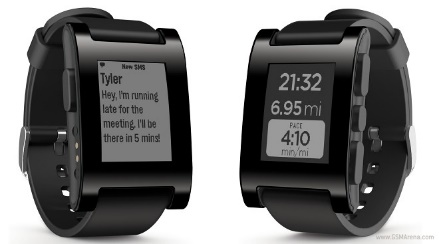 New SMS
Tyler
Hey, I'm running
late for the
meeting, I'll be
there in 5 mins!
21:32
6.95 mi
PACE
4:10
min/mi
www.GSMArena.com